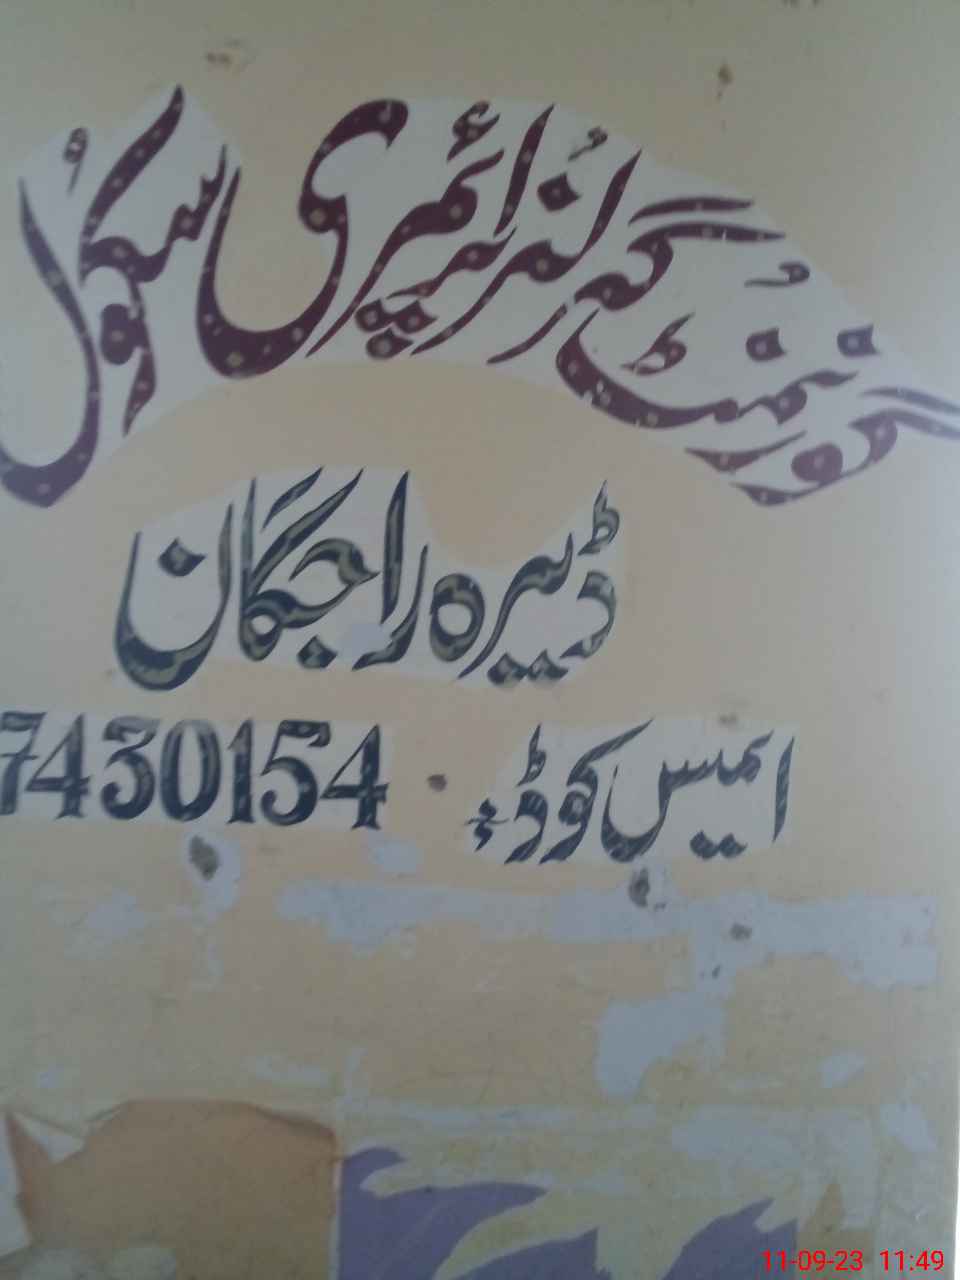 گورنمنٹ گرلز پرائمری سکول
ڈیرہ راجگان
ایمیس کوڈ:
7430154
11-09-23 11:49